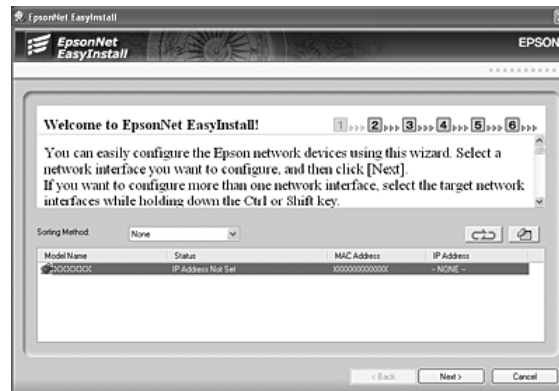 EpsonNet EasyInstall
EpsonNet
EasyInstall
EPSON
Welcome to EpsonNet EasyInstall!
1 »»» 2 »»» 3 »»» 4 »»» 5 »»» 6 »»»
You can easily configure the Epson network devices using this wizard. Select a
network interface you want to configure, and then click [Next].
If you want to configure more than one network interface, select the target network
interfaces while holding down the Ctrl or Shift key.
Sorting Method: None
Model Name Status MAC Address IP Address
XXXXXXX IP Address Not Set XXXXXXXXXXXX -- NONE --
< Back Next > Cancel